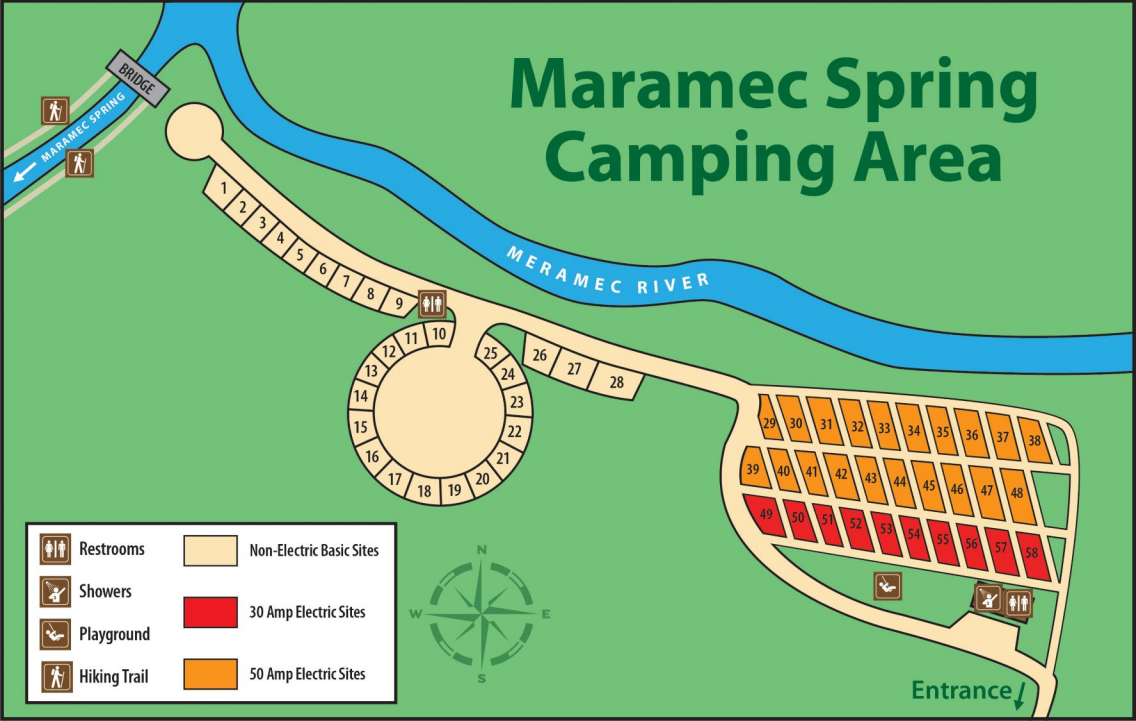 Maramec Spring
Camping Area
BRIDGE
MARAMEC SPRING
MERAMEC RIVER
1
2
3
4
5
6
7
8
9
10
11
12
13
14
15
16
17
18
19
20
21
22
23
24
25
26
27
28
29 30 31 32 33 34 35 36 37 38
39 40 41 42 43 44 45 46 47 48
49 50 51 52 53 54 55 56 57 58
Restrooms
Showers
Playground
Hiking Trail
Non-Electric Basic Sites
30 Amp Electric Sites
50 Amp Electric Sites
N
W E
S
Entrance